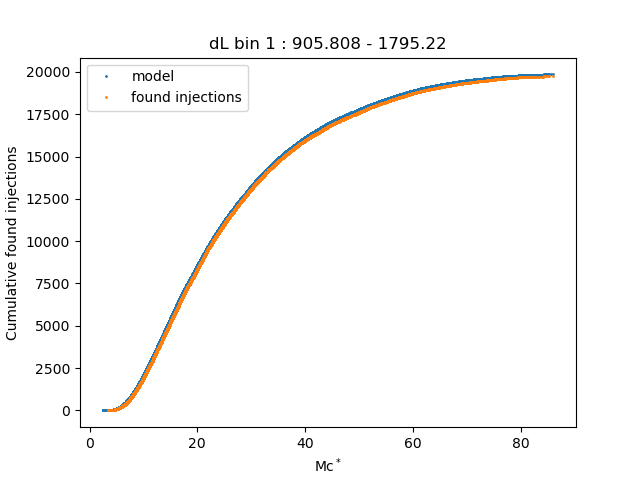 dL bin 1 : 905.808 - 1795.22
model
found injections
Cumulative found injections
20000
17500
15000
12500
10000
7500
5000
2500
0
0 20 40 60 80
Mc*